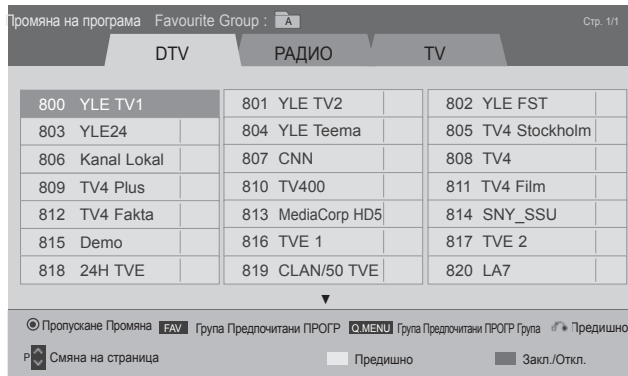 Промяна на програма Favourite Group : A Стр. 1/1
DTV РАДИО TV
800 YLE TV1 801 YLE TV2 802 YLE FST
803 YLE24 804 YLE Teema 805 TV4 Stockholm
806 Kanal Lokal 807 CNN 808 TV4
809 TV4 Plus 810 TV400 811 TV4 Film
812 TV4 Fakta 813 MediaCorp HD5 814 SNY_SSU
815 Demo 816 TVE 1 817 TVE 2
818 24H TVE 819 CLAN/50 TVE 820 LA7
Пропускане Промяна FAV Група Предпочитани ПРОГР Q.MENU Група Предпочитани ПРОГР Група Предишно
P Смяна на страница Предишно Закл./Откл.